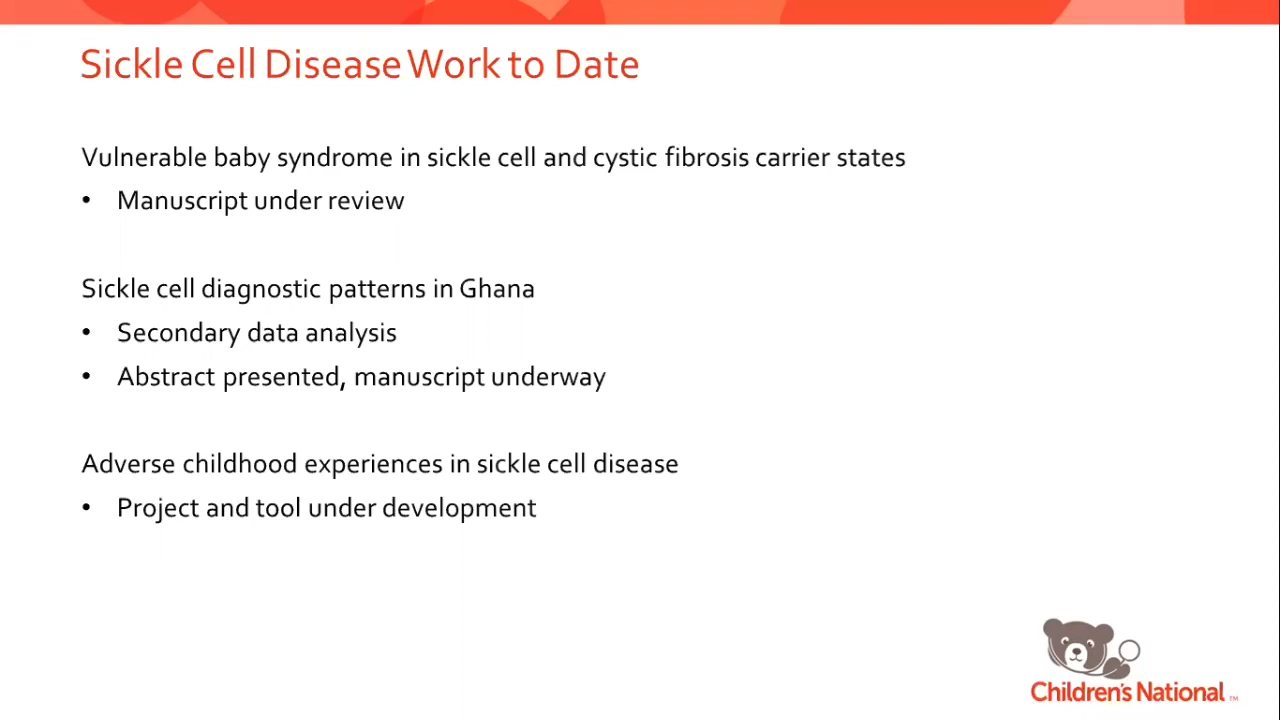 Sickle Cell Disease Work to Date
Vulnerable baby syndrome in sickle cell and cystic fibrosis carrier states
• Manuscript under review
Sickle cell diagnostic patterns in Ghana
• Secondary data analysis
• Abstract presented, manuscript underway
Adverse childhood experiences in sickle cell disease
• Project and tool under development
Children's National ™